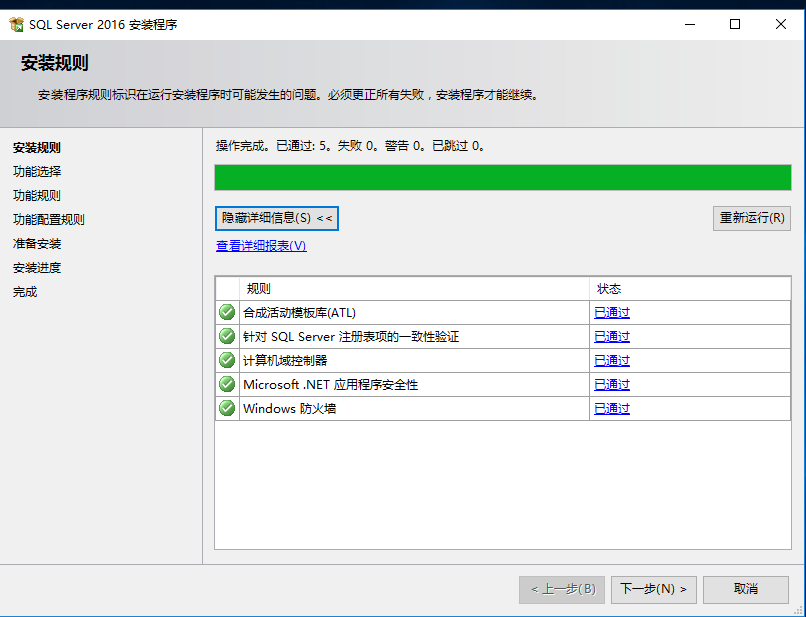 SQL Server 2016 安装程序
安装规则
安装程序规则标识在运行安装程序时可能发生的问题。必须更正所有失败，安装程序才能继续。
安装规则
功能选择
功能规则
功能配置规则
准备安装
安装进度
完成
操作完成。已通过: 5。失败 0。警告 0。已跳过 0。
隐藏详细信息(S) <<
重新运行(R)
查看详细报表(V)
规则 状态
合成活动模板库(ATL) 已通过
针对 SQL Server 注册表项的一致性验证 已通过
计算机域控制器 已通过
Microsoft .NET 应用程序安全性 已通过
Windows 防火墙 已通过
< 上一步(B) 下一步(N) > 取消